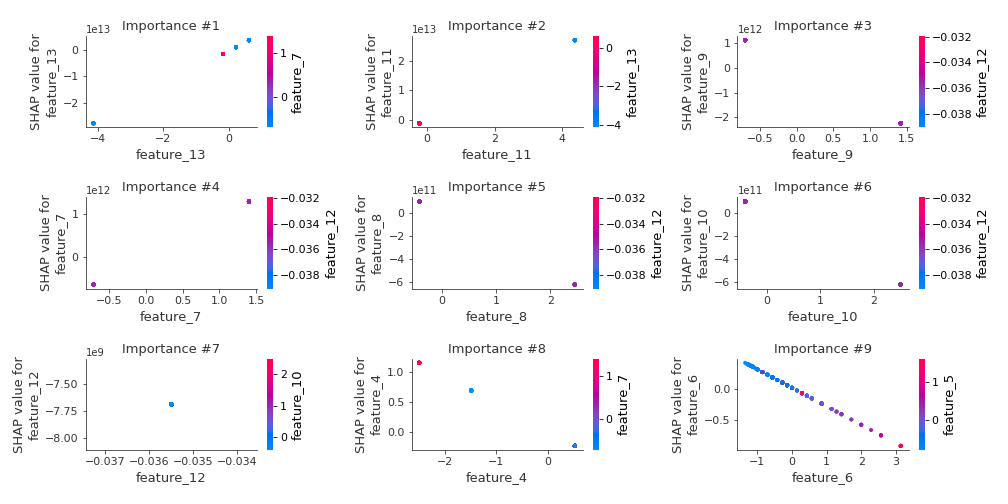 Importance #1
1e13
0
−1
−2
SHAP value for
feature_13
−4
−2
0
feature_13
1
0
feature_7
Importance #2
1e13
2
1
0
SHAP value for
feature_11
0
2
4
feature_11
0
−2
−4
feature_13
Importance #3
1e12
1
0
−1
−2
SHAP value for
feature_9
−0.5
0.0
0.5
1.0
1.5
feature_9
−0.032
−0.034
−0.036
−0.038
feature_12
Importance #4
1e12
1
0
SHAP value for
feature_7
−0.5
0.0
0.5
1.0
1.5
feature_7
−0.032
−0.034
−0.036
−0.038
feature_12
Importance #5
1e11
0
−2
−4
−6
SHAP value for
feature_8
0
1
2
feature_8
−0.032
−0.034
−0.036
−0.038
feature_12
Importance #6
1e11
0
−2
−4
−6
SHAP value for
feature_10
0
1
2
feature_10
−0.032
−0.034
−0.036
−0.038
feature_12
Importance #7
1e9
−7.50
−7.75
−8.00
SHAP value for
feature_12
−0.037
−0.036
−0.035
−0.034
feature_12
2
1
0
feature_10
Importance #8
1.0
0.5
0.0
SHAP value for
feature_4
−2
−1
0
feature_4
1
0
feature_7
Importance #9
0.0
−0.5
SHAP value for
feature_6
−1
0
1
2
3
feature_6
1
0
feature_5